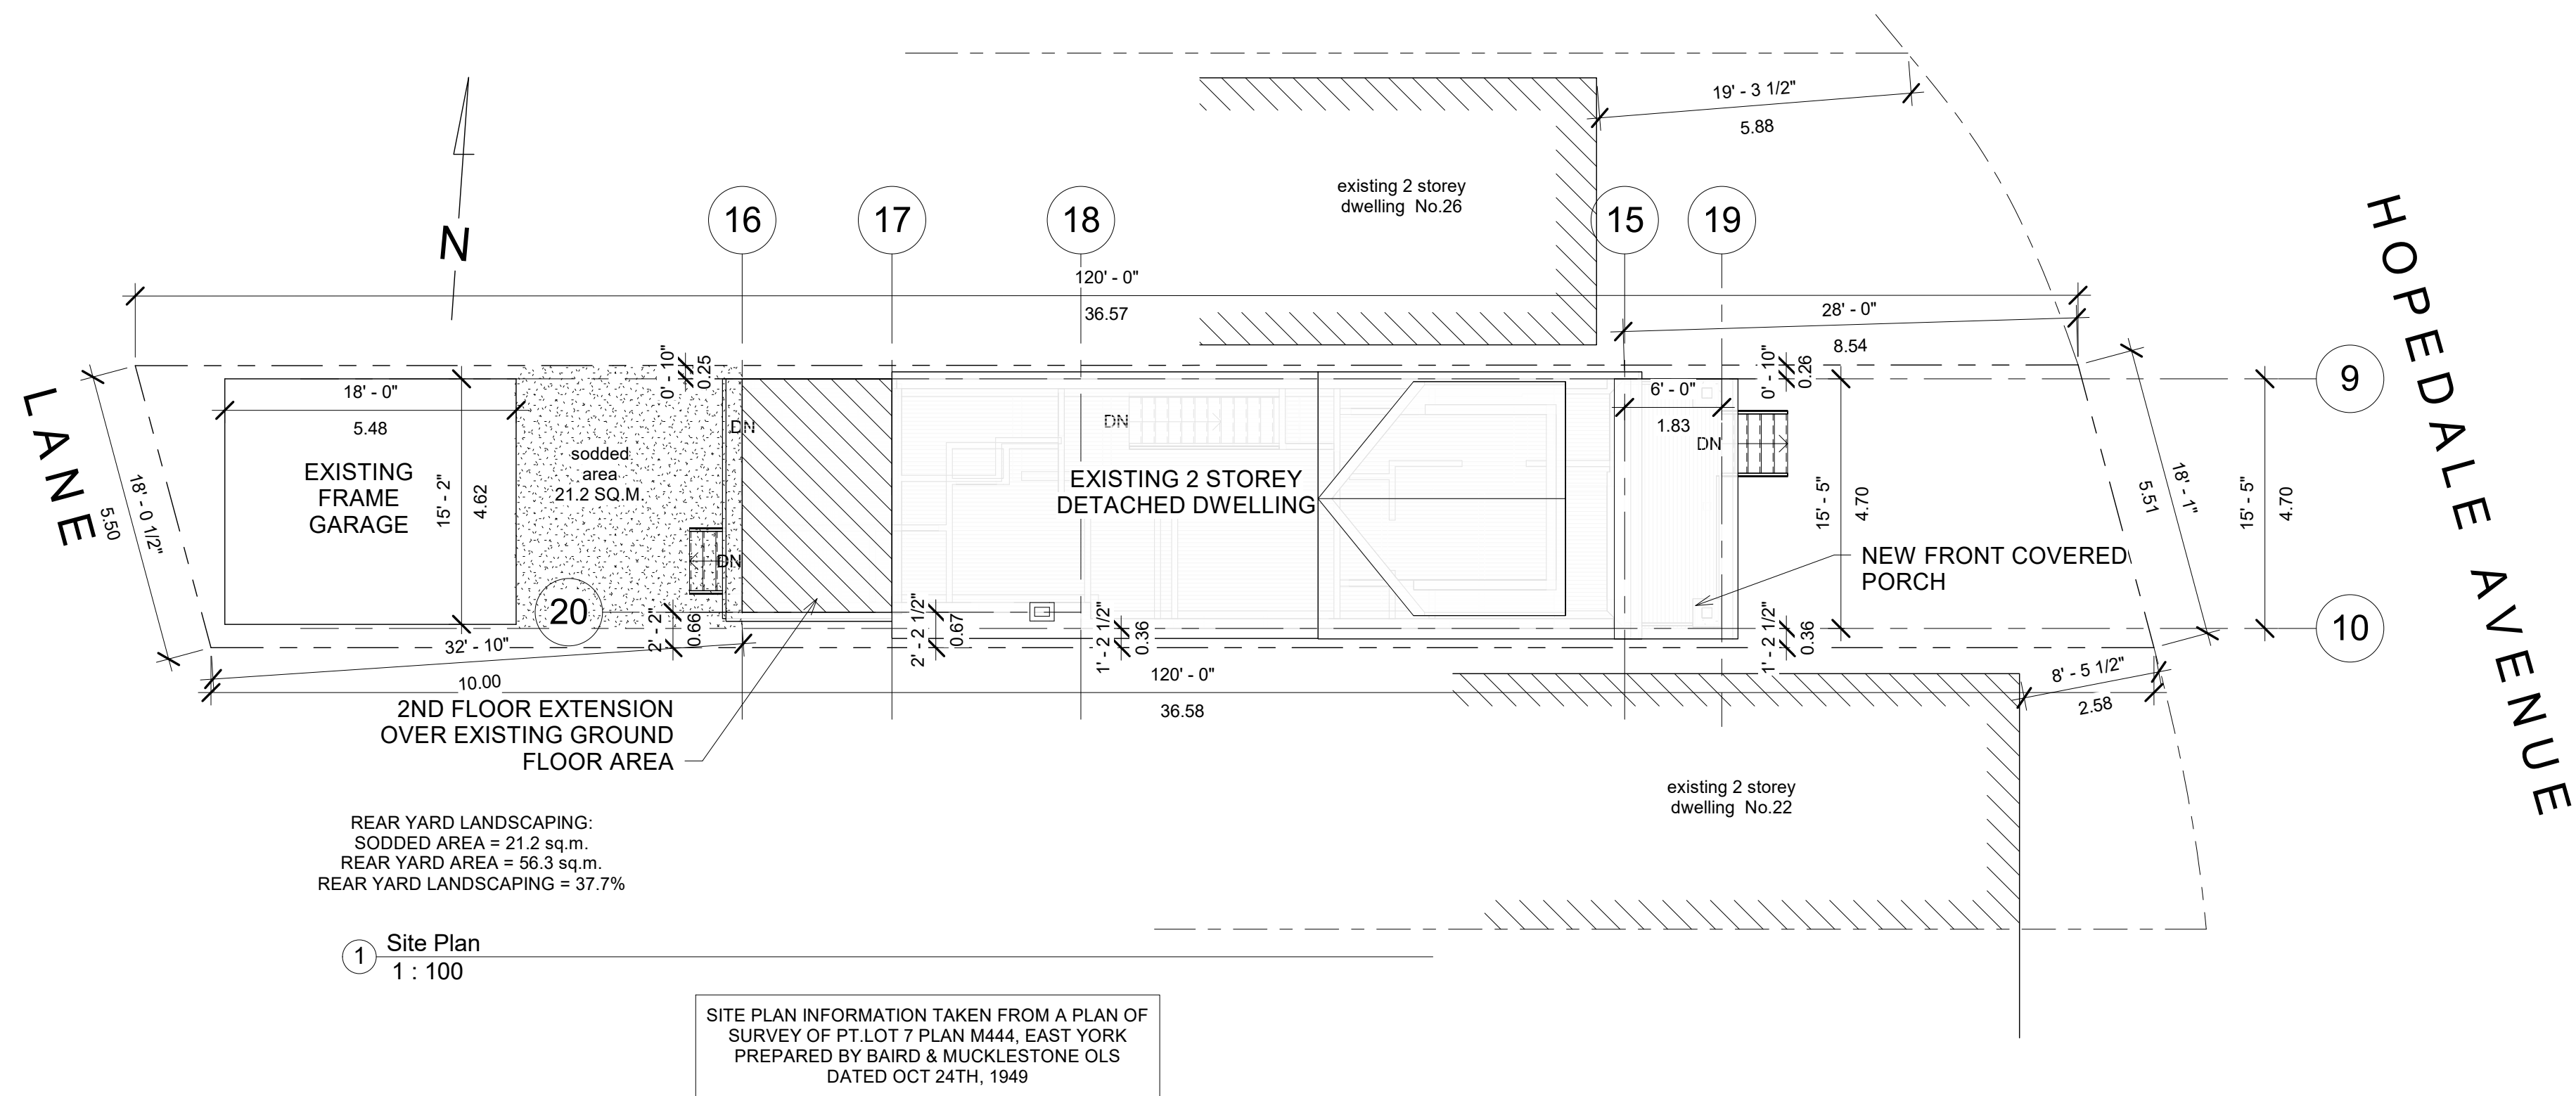 19' - 3 1/2"
5.88
existing 2 storey
dwelling No.26
16
17
18
15
19
N
120' - 0"
36.57
28' - 0"
8.54
0' - 10"
0.25
0' - 10"
0.26
9
LANE
18' - 0 1/2"
5.50
18' - 0"
5.48
EXISTING
FRAME
GARAGE
15' - 2"
4.62
sodded
area
21.2 SQ.M.
DN
DN
DN
EXISTING 2 STOREY
DETACHED DWELLING
6' - 0"
1.83
DN
15' - 5"
4.70
18' - 1"
5.51
15' - 5"
4.70
HOPEDALE AVENUE
NEW FRONT COVERED
PORCH
20
10
32' - 10"
10.00
2' - 2"
0.66
2' - 2 1/2"
0.67
1' - 2 1/2"
0.36
1' - 2 1/2"
0.36
120' - 0"
36.58
8' - 5 1/2"
2.58
2ND FLOOR EXTENSION
OVER EXISTING GROUND
FLOOR AREA
existing 2 storey
dwelling No.22
REAR YARD LANDSCAPING:
SODDED AREA = 21.2 sq.m.
REAR YARD AREA = 56.3 sq.m.
REAR YARD LANDSCAPING = 37.7%
1
Site Plan
1 : 100
SITE PLAN INFORMATION TAKEN FROM A PLAN OF
SURVEY OF PT.LOT 7 PLAN M444, EAST YORK
PREPARED BY BAIRD & MUCKLESTONE OLS
DATED OCT 24TH, 1949